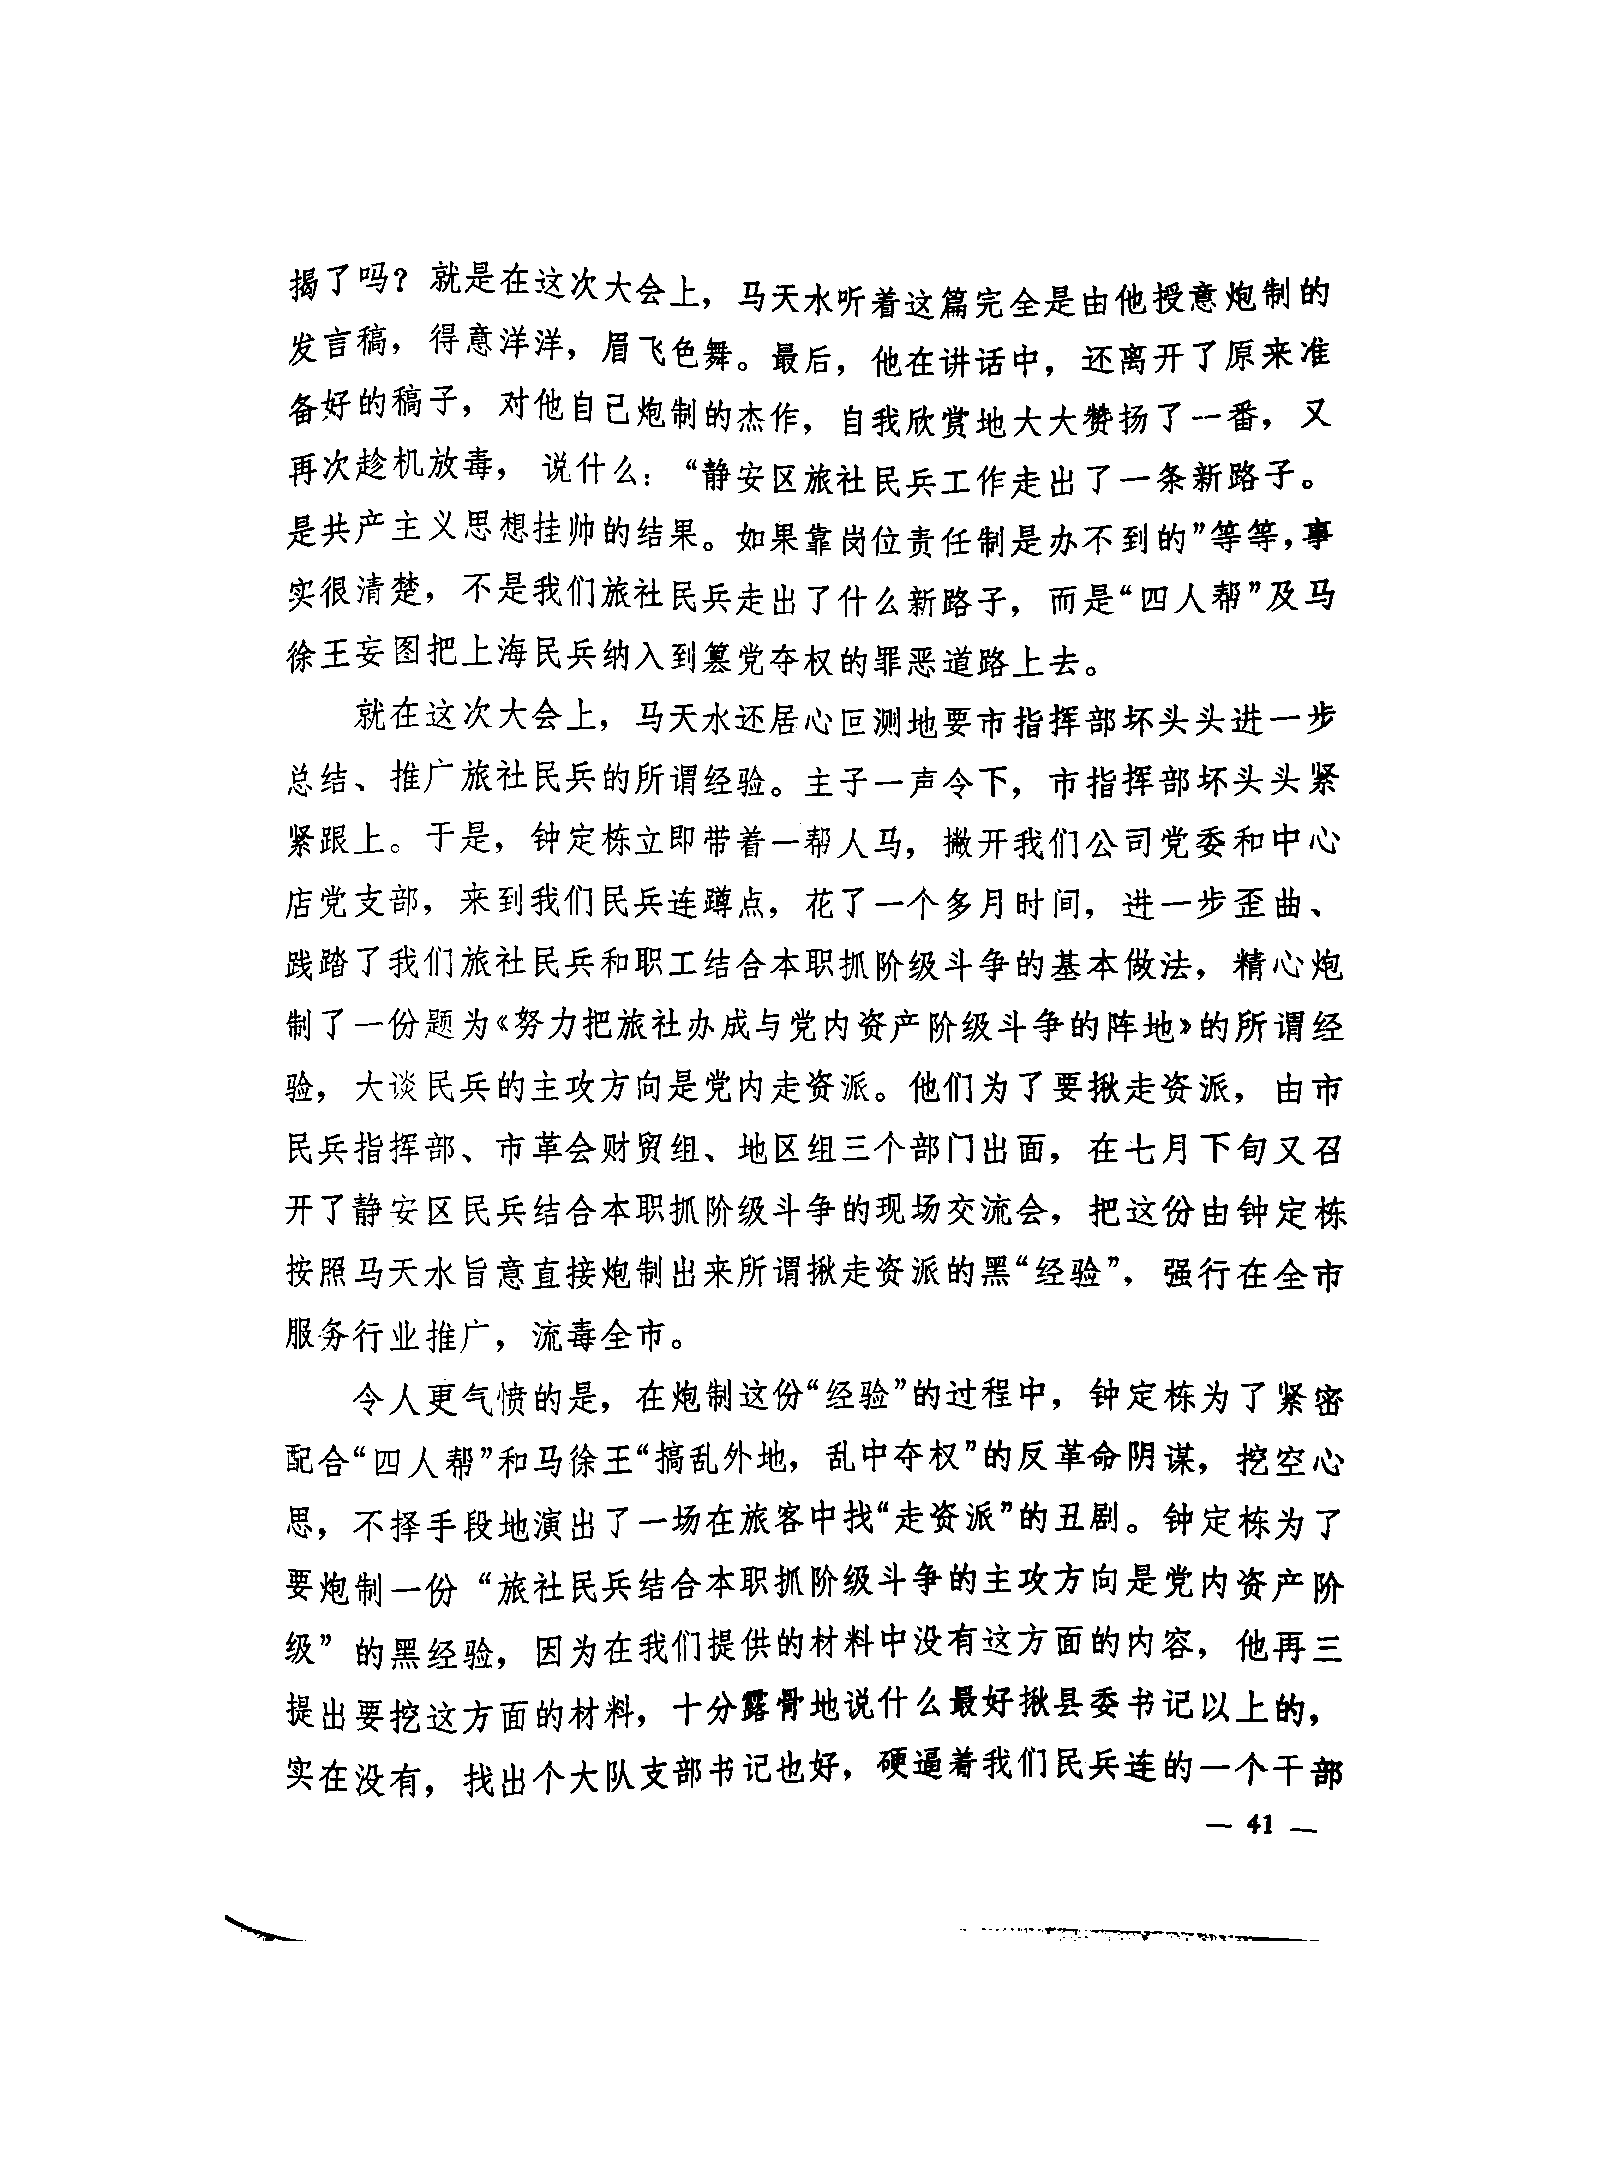 揭了吗？就是在这次大会上，马天水听着这篇完全是由他授意炮制的
发言稿，得意洋洋，眉飞色舞。最后，他在讲话中，还离开了原来准
备好的稿子，对他自己炮制的杰作，自我欣赏地大大赞扬了一番，又
再次趁机放毒，说什么：“静安区旅社民兵工作走出了一条新路子。
是共产主义思想挂帅的结果。如果靠岗位责任制是办不到的”等等，事
实很清楚，不是我们旅社民兵走出了什么新路子，而是“四人帮”及马
徐王妄图把上海民兵纳入到篡党夺权的罪恶道路上去。
就在这次大会上，马天水还居心叵测地要市指挥部坏头头进一步
总结、推广旅社民兵的所谓经验。主子一声令下，市指挥部坏头头紧
紧跟上。于是，钟定栋立即带着一帮人马，撇开我们公司党委和中心
店党支部，来到我们民兵连蹲点，花了一个多月时间，进一步歪曲、
践踏了我们旅社民兵和职工结合本职抓阶级斗争的基本做法，精心炮
制了一份题为《努力把旅社办成与党内资产阶级斗争的阵地》的所谓经
验，大谈民兵的主攻方向是党内走资派。他们为了要揪走资派，由市
民兵指挥部、市革会财贸组、地区组三个部门出面，在七月下旬又召
开了静安区民兵结合本职抓阶级斗争的现场交流会，把这份由钟定栋
按照马天水旨意直接炮制出来所谓揪走资派的黑“经验”，强行在全市
服务行业推广，流毒全市。
令人更气愤的是，在炮制这份“经验”的过程中，钟定栋为了紧密
配合“四人帮”和马徐王“搞乱外地，乱中夺权”的反革命阴谋，挖空心
思，不择手段地演出了一场在旅客中找“走资派”的丑剧。钟定栋为了
要炮制一份“旅社民兵结合本职抓阶级斗争的主攻方向是党内资产阶
级”的黑经验，因为在我们提供的材料中没有这方面的内容，他再三
提出要挖这方面的材料，十分露骨地说什么最好揪县委书记以上的，
实在没有，找出个大队支部书记也好，硬逼着我们民兵连的一个干部
— 41 —